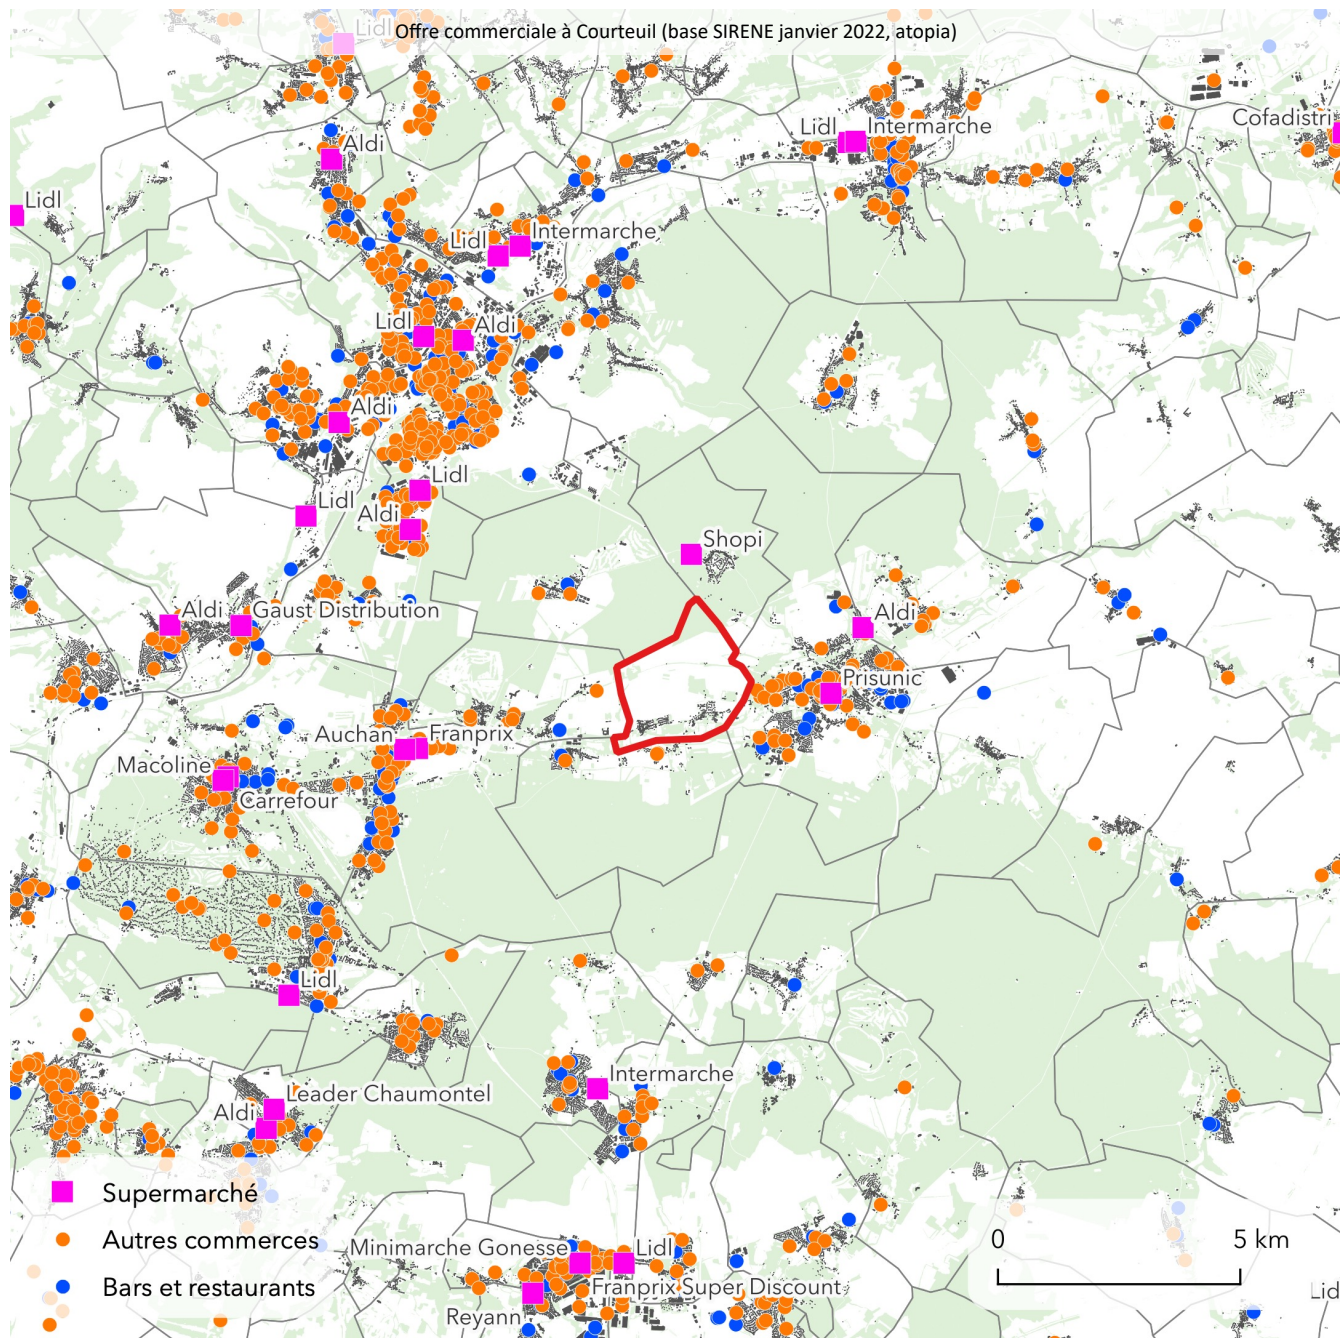 Lidl
Offre commerciale à Courteuil (base SIRENE janvier 2022, atopia)
Lidl
Intermarche
Cofadistri
Aldi
Lidl
Lidl
Intermarche
Lidl
Aldi
Aldi
Lidl
Lidl
Aldi
Shopi
Aldi
Gaust Distribution
Aldi
Prisunic
Auchan
Franprix
Macoline
Carrefour
Lidl
Intermarche
Leader Chaumontel
Aldi
Supermarché
Autres commerces
Bars et restaurants
Minimarche Gonesse
Lidl
Franprix Super Discount
Reyann
0
5 km
Lid